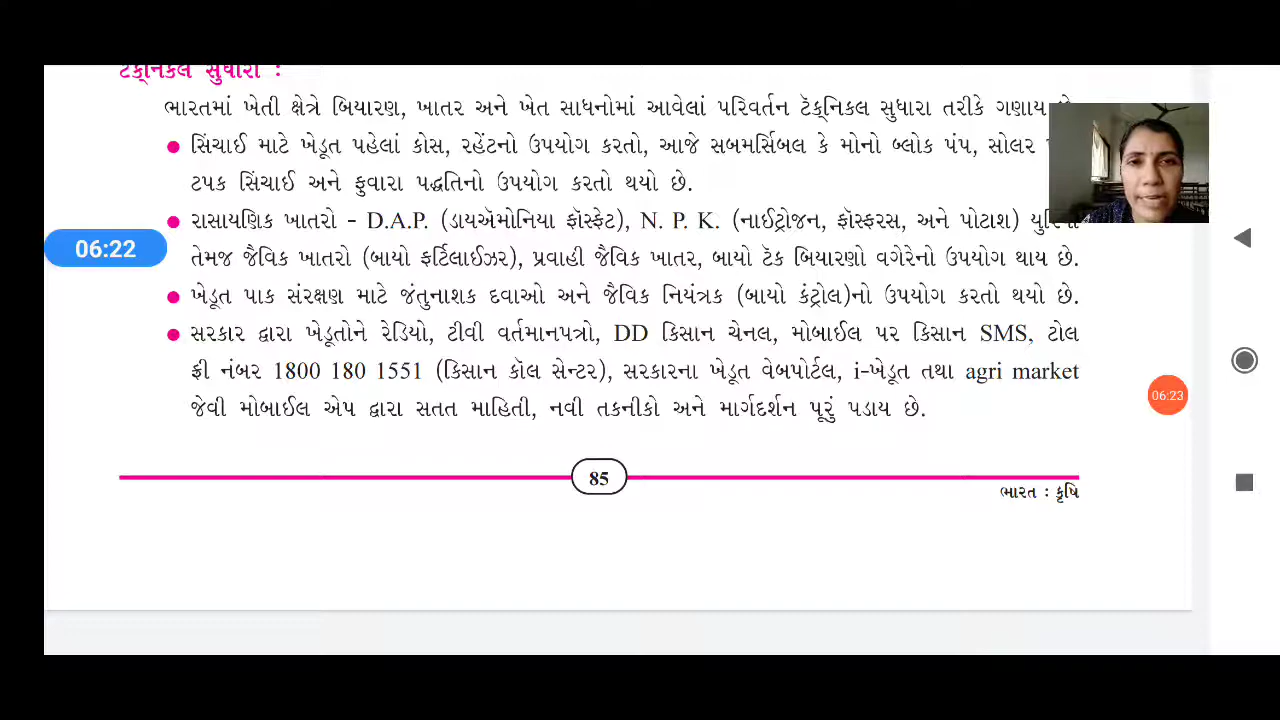 ટૅક્નિકલ સુધારા :
ભારતમાં ખેતી ક્ષેત્રે બિયારણ, ખાતર અને ખેત સાધનોમાં આવેલાં પરિવર્તન ટૅક્નિકલ સુધારા તરીકે ગણાય છે.
● સિંચાઈ માટે ખેડૂત પહેલાં કોસ, રહેંટનો ઉપયોગ કરતો, આજે સબમર્સિબલ કે મોનો બ્લોક પંપ, સોલર
ટપક સિંચાઈ અને ફુવારા પદ્ધતિનો ઉપયોગ કરતો થયો છે.
● રાસાયણિક ખાતરો – D.A.P. (ડાયએમોનિયા ફૉસ્ફેટ), N. P. K. (નાઈટ્રોજન, ફૉસ્ફરસ, અને પોટાશ)
06:22
તેમજ જૈવિક ખાતરો (બાયો ફર્ટિલાઈઝર), પ્રવાહી જૈવિક ખાતર, બાયો ટૅક બિયારણો વગેરેનો ઉપયોગ થાય છે.
● ખેડૂત પાક સંરક્ષણ માટે જંતુનાશક દવાઓ અને જૈવિક નિયંત્રક (બાયો કંટ્રોલ)નો ઉપયોગ કરતો થયો છે.
● સરકાર દ્વારા ખેડૂતોને રેડિયો, ટીવી વર્તમાનપત્રો, DD કિસાન ચેનલ, મોબાઈલ પર કિસાન SMS, ટોલ
ફ્રી નંબર 1800 180 1551 (કિસાન કૉલ સેન્ટર), સરકારના ખેડૂત વેબપોર્ટલ, i-ખેડૂત તથા agri market
06:23
જેવી મોબાઈલ એપ દ્વારા સતત માહિતી, નવી તકનીકો અને માર્ગદર્શન પૂરું પડાય છે.
85
ભારત : કૃષિ